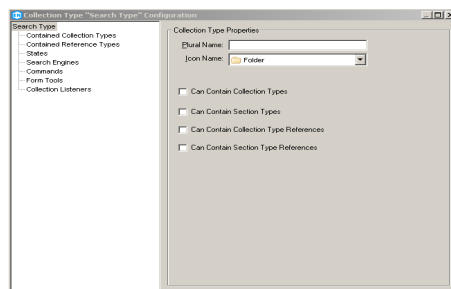 Collection Type "Search Type" Configuration
Search Type
Contained Collection Types
Contained Reference Types
States
Search Engines
Commands
Form Tools
Collection Listeners
Collection Type Properties
Plural Name:
Icon Name: Folder
Can Contain Collection Types
Can Contain Section Types
Can Contain Collection Type References
Can Contain Section Type References